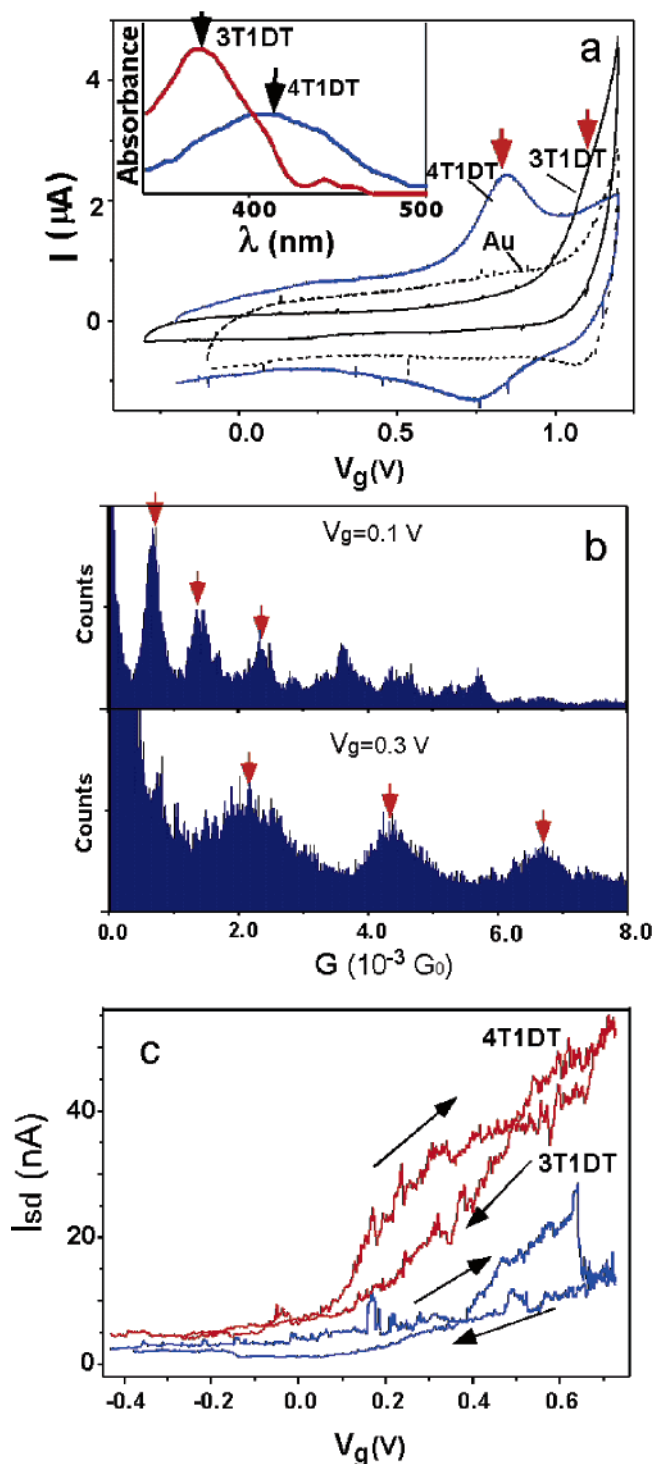 a
3T1DT
4T1DT
Absorbance
400
500
λ (nm)
4
2
0
I (μA)
4T1DT
3T1DT
Au
0.0
0.5
1.0
Vg(V)
b
Vg=0.1 V
Counts
Vg=0.3 V
Counts
0.0
2.0
4.0
6.0
8.0
G (10⁻³ G₀)
c
4T1DT
3T1DT
40
20
0
Isd (nA)
-0.4
-0.2
0.0
0.2
0.4
0.6
Vg(V)